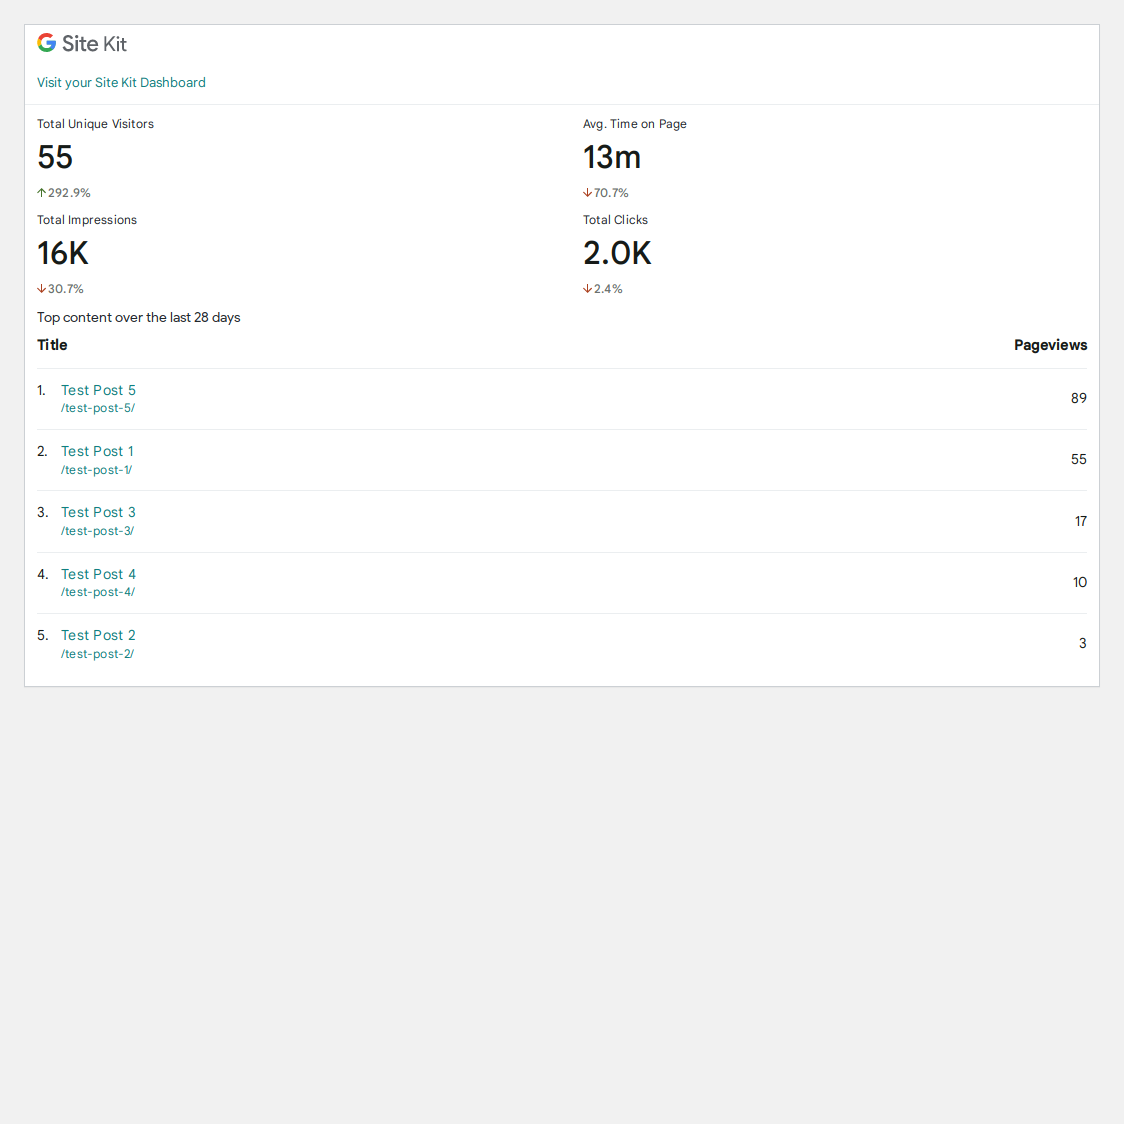 Site Kit
Visit your Site Kit Dashboard
Total Unique Visitors
55
↑292.9%
Avg. Time on Page
13m
↓70.7%
Total Impressions
16K
↓30.7%
Total Clicks
2.0K
↓2.4%
Top content over the last 28 days
Title Pageviews
1. Test Post 5
/test-post-5/
89
2. Test Post 1
/test-post-1/
55
3. Test Post 3
/test-post-3/
17
4. Test Post 4
/test-post-4/
10
5. Test Post 2
/test-post-2/
3